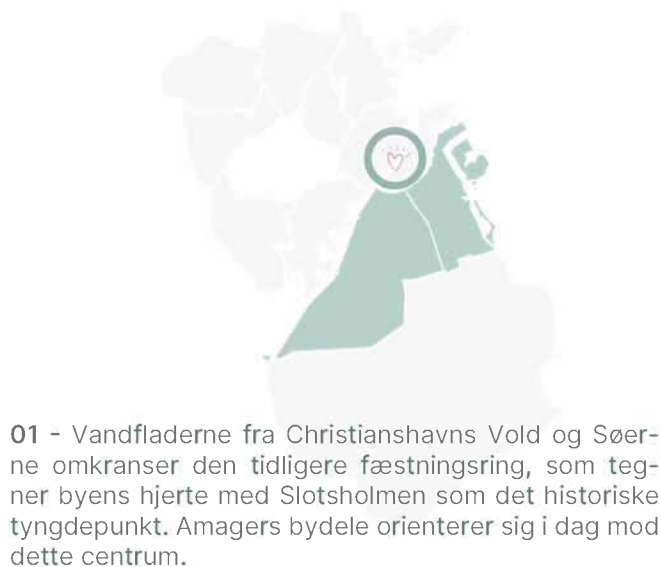 01 - Vandfladerne fra Christianshavns Vold og Søer-
ne omkranser den tidligere fæstningsring, som teg-
ner byens hjerte med Slotsholmen som det historiske
tyngdepunkt. Amagers bydele orienterer sig i dag mod
dette centrum.